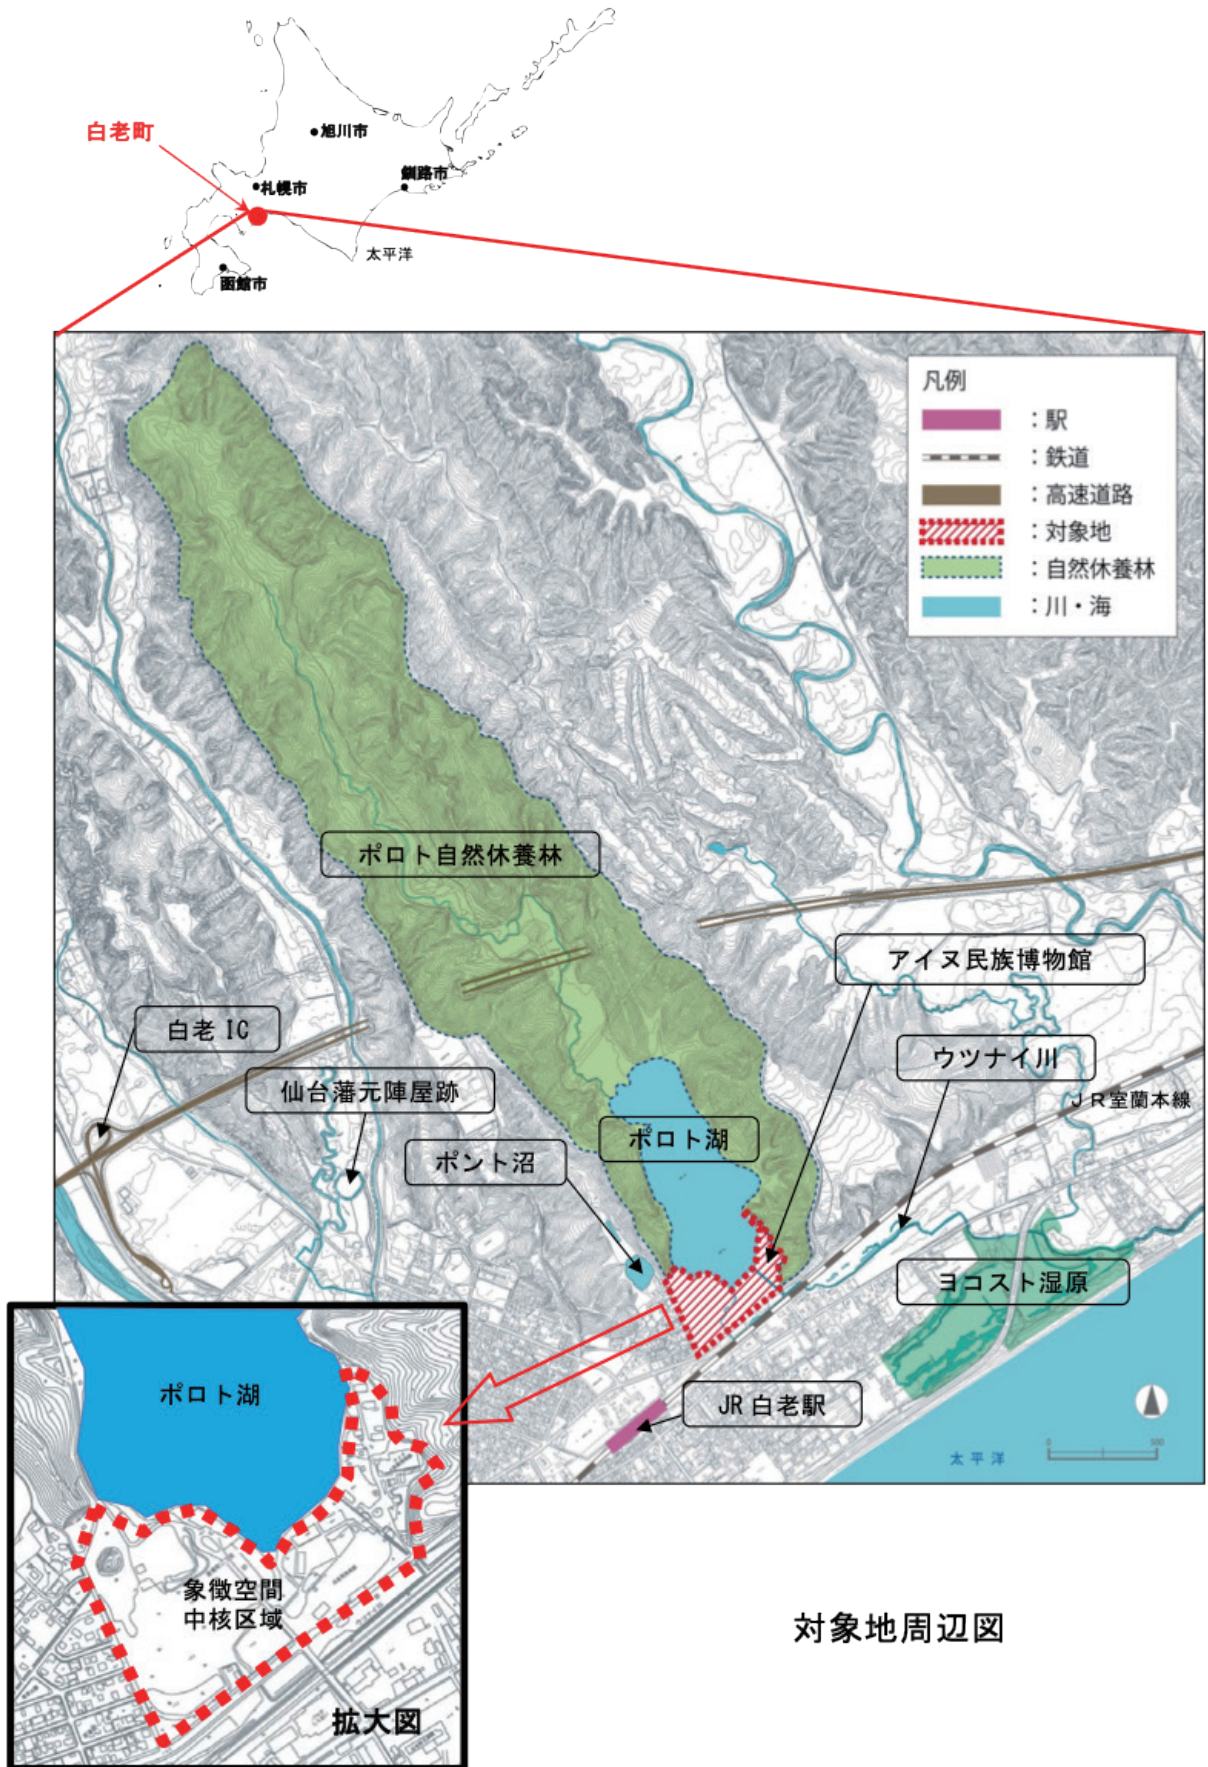 白老町
旭川市
札幌市
釧路市
太平洋
函館市
凡例
：駅
：鉄道
：高速道路
：対象地
：自然休養林
：川・海
ポロト自然休養林
アイヌ民族博物館
白老 IC
ウツナイ川
仙台藩元陣屋跡
ＪＲ室蘭本線
ポロト湖
ポント沼
ヨコスト湿原
JR 白老駅
太平洋
0 500
ポロト湖
象徴空間
中核区域
拡大図
対象地周辺図